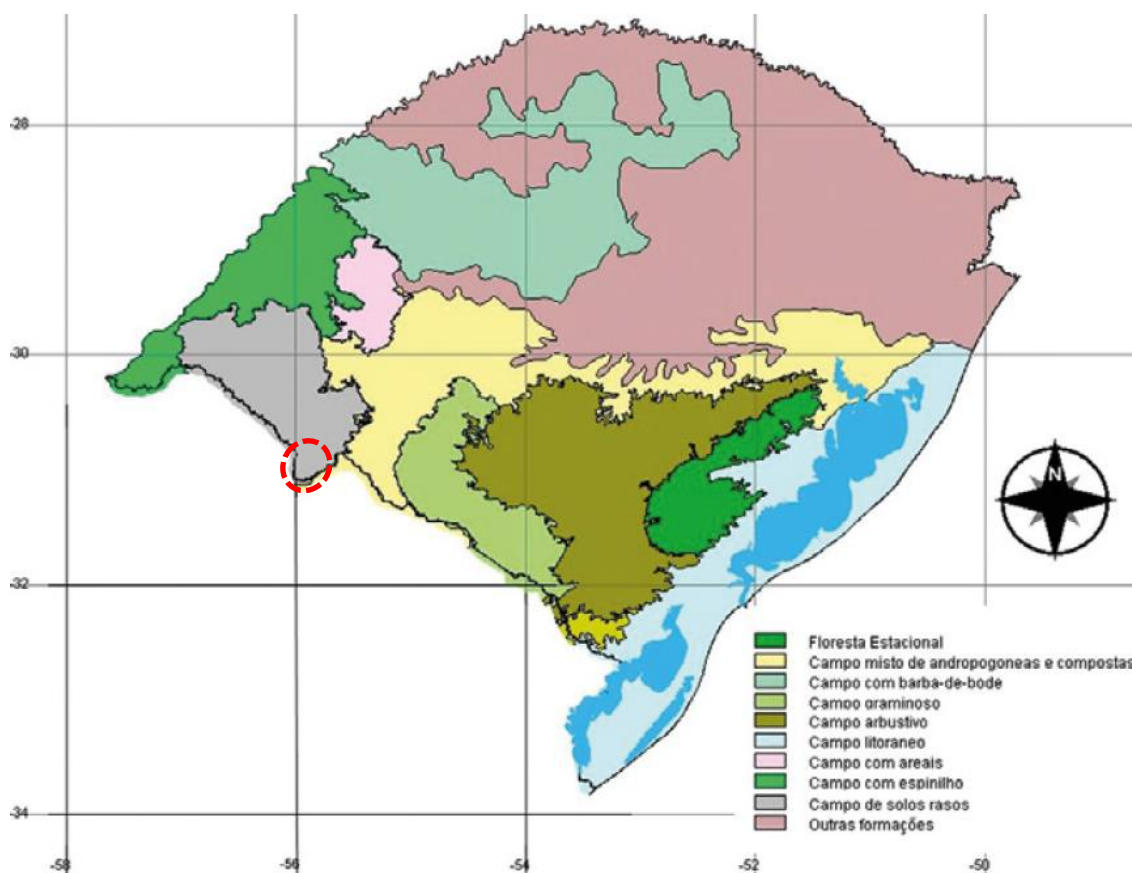 -28
-30
-32
-34
-58
-56
-54
-52
-50
N
Floresta Estacional
Campo misto de andropogoneas e compostas
Campo com barba-de-bode
Campo graminoso
Campo arbustivo
Campo litoraneo
Campo com areais
Campo com espinilho
Campo de solos rasos
Outras formações